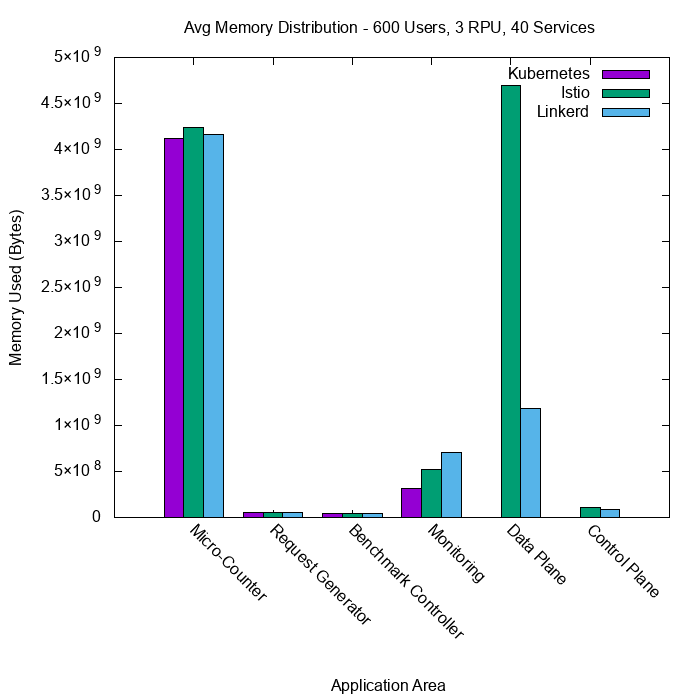 Avg Memory Distribution - 600 Users, 3 RPU, 40 Services
Kubernetes
Istio
Linkerd
Memory Used (Bytes)
5×10⁹
4.5×10⁹
4×10⁹
3.5×10⁹
3×10⁹
2.5×10⁹
2×10⁹
1.5×10⁹
1×10⁹
5×10⁸
0
Micro-Counter
Request Generator
Benchmark Controller
Monitoring
Data Plane
Control Plane
Application Area